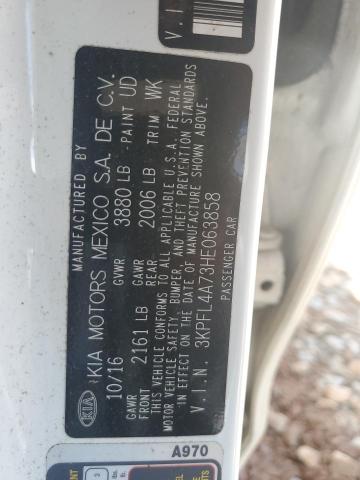 MANUFACTURED BY
KIA KIA MOTORS MEXICO S.A. DE C.V.
10/16 GVWR 3880 LB PAINT UD
GAWR FRONT 2161 LB GAWR REAR 2006 LB TRIM WK
THIS VEHICLE CONFORMS TO ALL APPLICABLE U.S.A. FEDERAL
MOTOR VEHICLE SAFETY, BUMPER, AND THEFT PREVENTION STANDARDS
IN EFFECT ON THE DATE OF MANUFACTURE SHOWN ABOVE.
V.I.N. 3KPFL4A73HE063858
PASSENGER CAR
V.I
A970